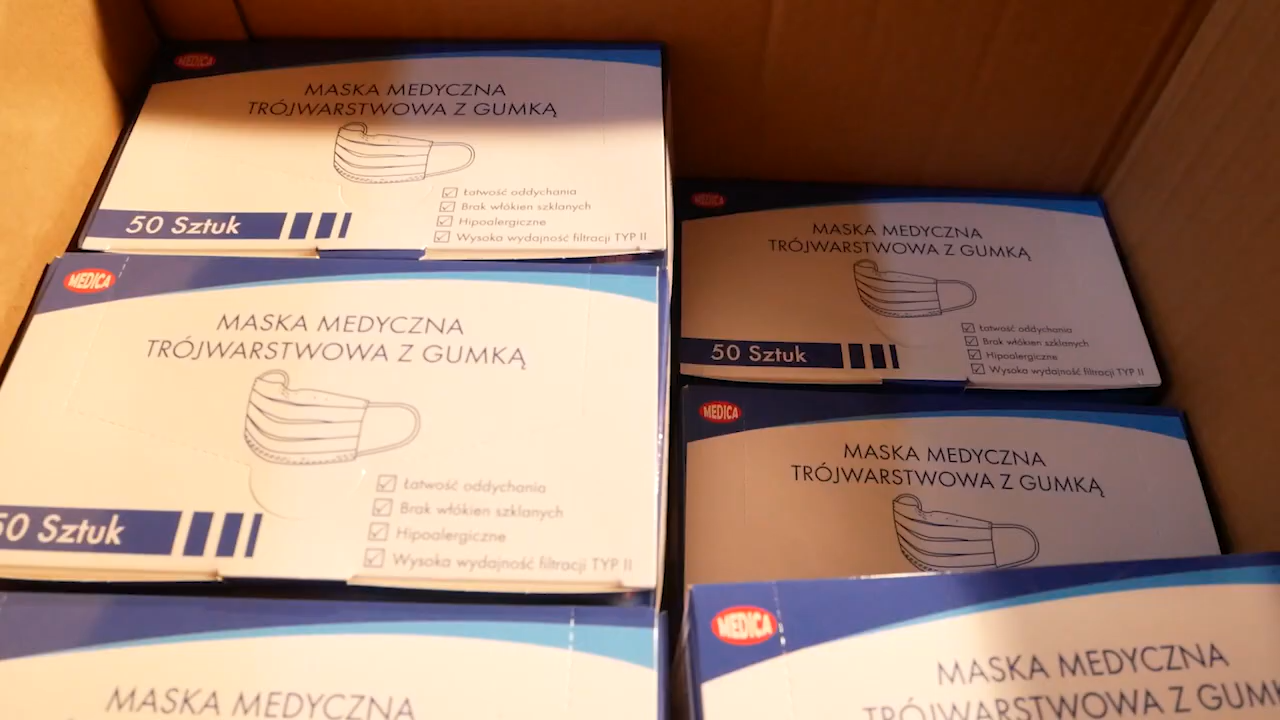 MEDICA
MASKA MEDYCZNA
TRÓJWARSTWOWA Z GUMKĄ
Łatwość oddychania
Brak włókien szklanych
Hipoalergiczne
Wysoka wydajność filtracji TYP II
50 Sztuk
MEDICA
MASKA MEDYCZNA
TRÓJWARSTWOWA Z GUMKĄ
Łatwość oddychania
Brak włókien szklanych
Hipoalergiczne
Wysoka wydajność filtracji TYP II
50 Sztuk
MASKA MEDYCZNA
MEDICA
MASKA MEDYCZNA
TRÓJWARSTWOWA Z GUMKĄ
Łatwość oddychania
Brak włókien szklanych
Hipoalergiczne
Wysoka wydajność filtracji TYP II
50 Sztuk
MEDICA
MASKA MEDYCZNA
TRÓJWARSTWOWA Z GUMKĄ
MEDICA
MASKA MEDYCZNA
TRÓJWARSTWOWA Z GUMK